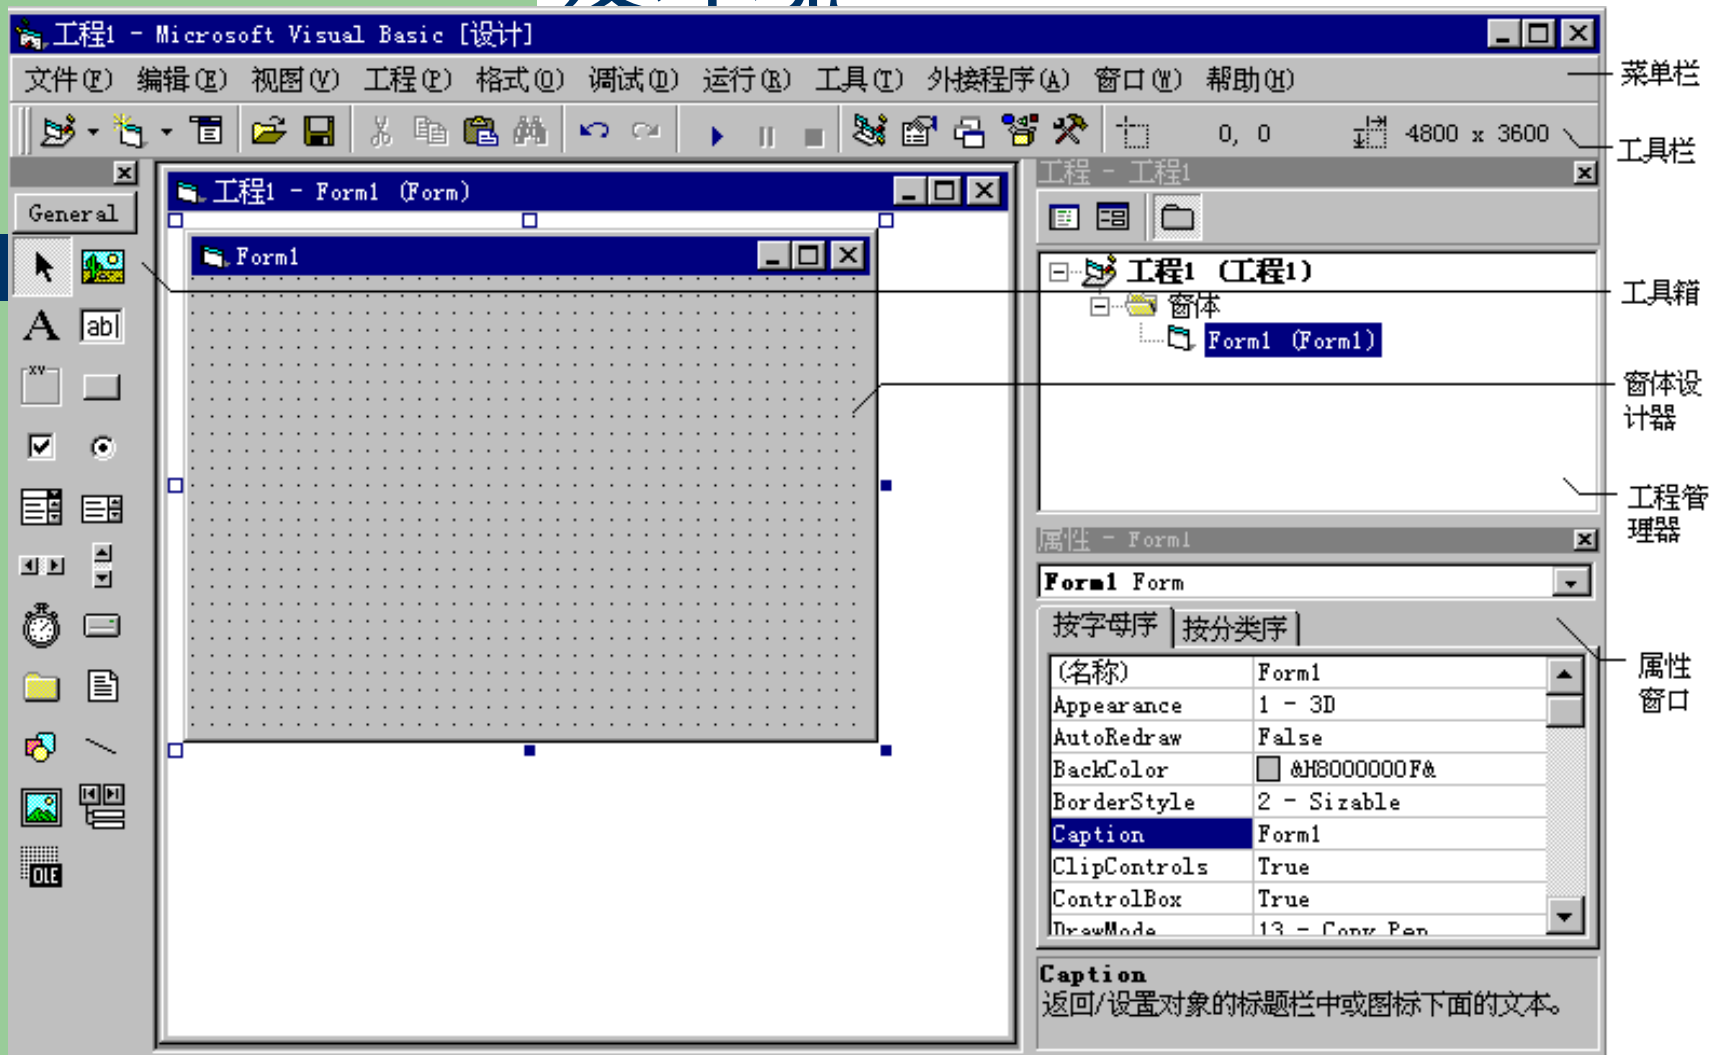 工程1 - Microsoft Visual Basic [设计]
文件(F) 编辑(E) 视图(V) 工程(P) 格式(O) 调试(D) 运行(R) 工具(T) 外接程序(A) 窗口(W) 帮助(H)
菜单栏
0, 0 4800 x 3600
工具栏
General
工程1 - Form1 (Form)
工程 - 工程1
Form1
工程1 (工程1)
窗体
Form1 (Form1)
工具箱
A
ab
xv
窗体设
计器
工程管
理器
属性 - Form1
Form1 Form
按字母序 按分类序
属性
窗口
(名称) Form1
Appearance 1 - 3D
AutoRedraw False
BackColor &H8000000F&
BorderStyle 2 - Sizable
Caption Form1
ClipControls True
ControlBox True
DrawMode 13 - Copy Pen
OLE
Caption
返回/设置对象的标题栏中或图标下面的文本。